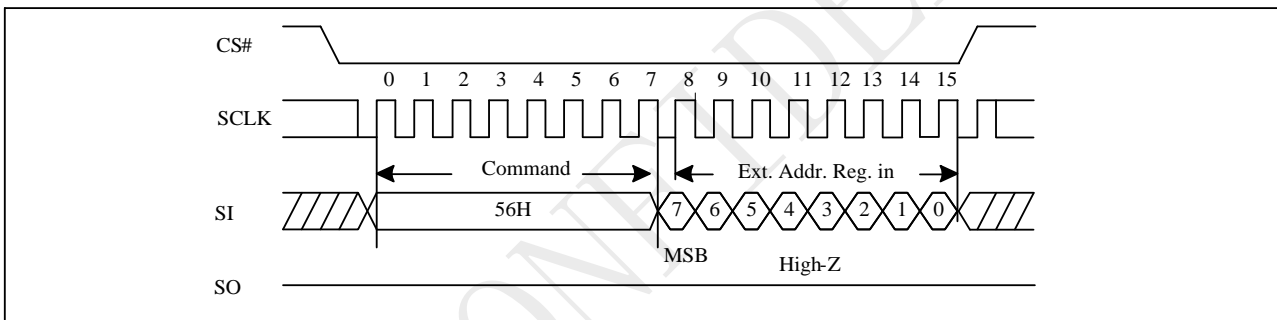 CS#
0 1 2 3 4 5 6 7 8 9 10 11 12 13 14 15
SCLK
Command Ext. Addr. Reg. in
SI 56H 7 6 5 4 3 2 1 0
MSB High-Z
SO